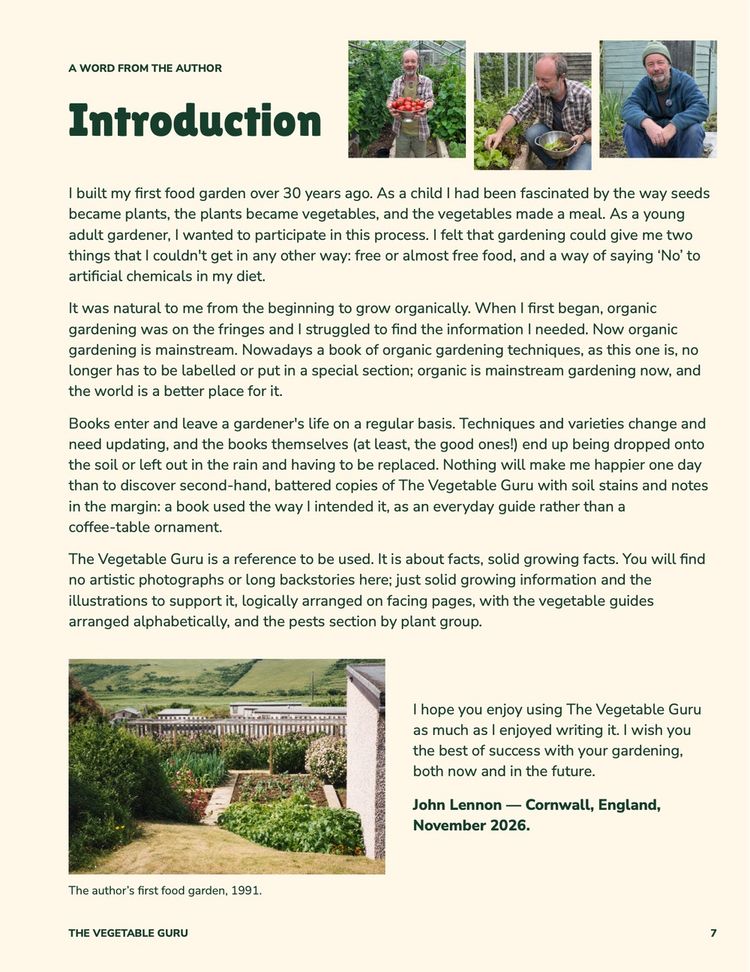 A WORD FROM THE AUTHOR
Introduction
I built my first food garden over 30 years ago. As a child I had been fascinated by the way seeds
became plants, the plants became vegetables, and the vegetables made a meal. As a young
adult gardener, I wanted to participate in this process. I felt that gardening could give me two
things that I couldn't get in any other way: free or almost free food, and a way of saying ‘No’ to
artificial chemicals in my diet.
It was natural to me from the beginning to grow organically. When I first began, organic
gardening was on the fringes and I struggled to find the information I needed. Now organic
gardening is mainstream. Nowadays a book of organic gardening techniques, as this one is, no
longer has to be labelled or put in a special section; organic is mainstream gardening now, and
the world is a better place for it.
Books enter and leave a gardener's life on a regular basis. Techniques and varieties change and
need updating, and the books themselves (at least, the good ones!) end up being dropped onto
the soil or left out in the rain and having to be replaced. Nothing will make me happier one day
than to discover second-hand, battered copies of The Vegetable Guru with soil stains and notes
in the margin: a book used the way I intended it, as an everyday guide rather than a
coffee-table ornament.
The Vegetable Guru is a reference to be used. It is about facts, solid growing facts. You will find
no artistic photographs or long backstories here; just solid growing information and the
illustrations to support it, logically arranged on facing pages, with the vegetable guides
arranged alphabetically, and the pests section by plant group.
I hope you enjoy using The Vegetable Guru
as much as I enjoyed writing it. I wish you
the best of success with your gardening,
both now and in the future.
John Lennon — Cornwall, England,
November 2026.
The author’s first food garden, 1991.
THE VEGETABLE GURU
7